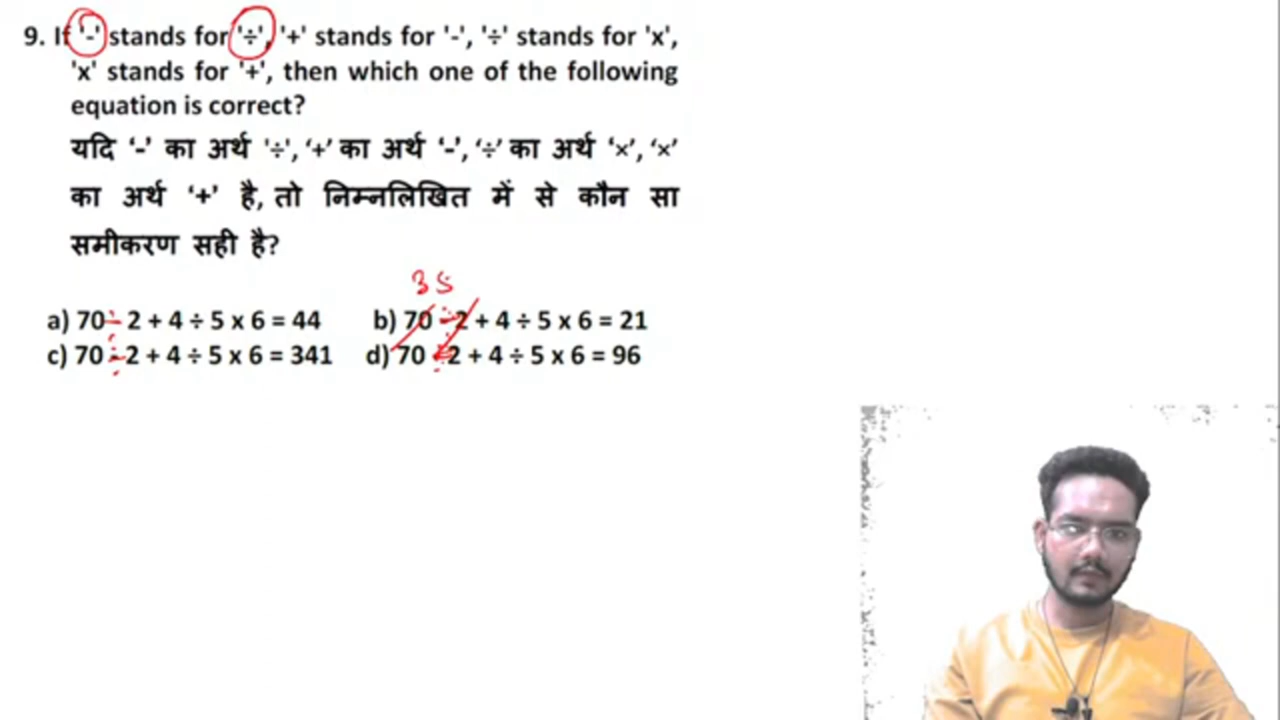 9. If '-' stands for '÷', '+' stands for '-', '÷' stands for 'x',
'x' stands for '+', then which one of the following
equation is correct?
यदि ‘-’ का अर्थ '÷', ‘+’ का अर्थ ‘-’, ‘÷’ का अर्थ ‘×’, ‘×’
का अर्थ ‘+’ है, तो निम्नलिखित में से कौन सा
समीकरण सही है?
35
a) 70 ÷ 2 + 4 ÷ 5 x 6 = 44 b) 70 ÷ 2 + 4 ÷ 5 x 6 = 21
c) 70 ÷ 2 + 4 ÷ 5 x 6 = 341 d) 70 ÷ 2 + 4 ÷ 5 x 6 = 96